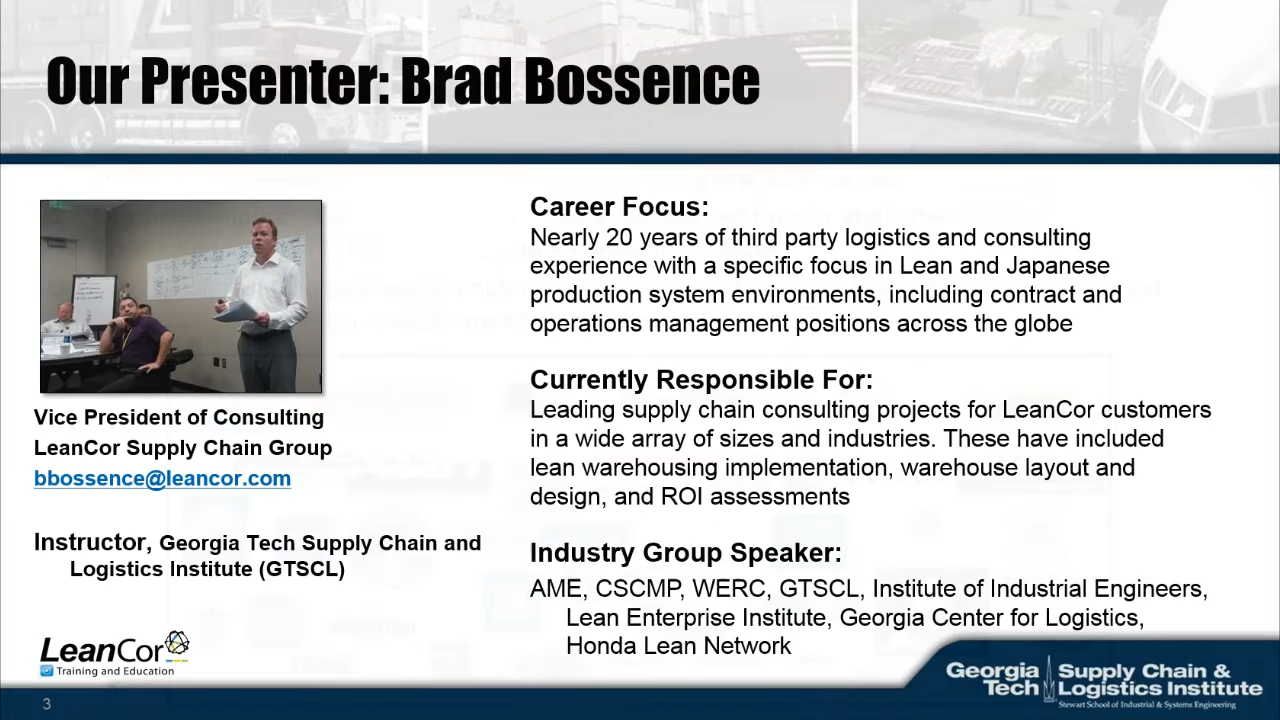 Our Presenter: Brad Bossence
Vice President of Consulting
LeanCor Supply Chain Group
bbossence@leancor.com
Instructor, Georgia Tech Supply Chain and
Logistics Institute (GTSCL)
Career Focus:
Nearly 20 years of third party logistics and consulting
experience with a specific focus in Lean and Japanese
production system environments, including contract and
operations management positions across the globe
Currently Responsible For:
Leading supply chain consulting projects for LeanCor customers
in a wide array of sizes and industries. These have included
lean warehousing implementation, warehouse layout and
design, and ROI assessments
Industry Group Speaker:
AME, CSCMP, WERC, GTSCL, Institute of Industrial Engineers,
Lean Enterprise Institute, Georgia Center for Logistics,
Honda Lean Network
LeanCor
Training and Education
Georgia Tech
Supply Chain &
Logistics Institute
Stewart School of Industrial & Systems Engineering
3